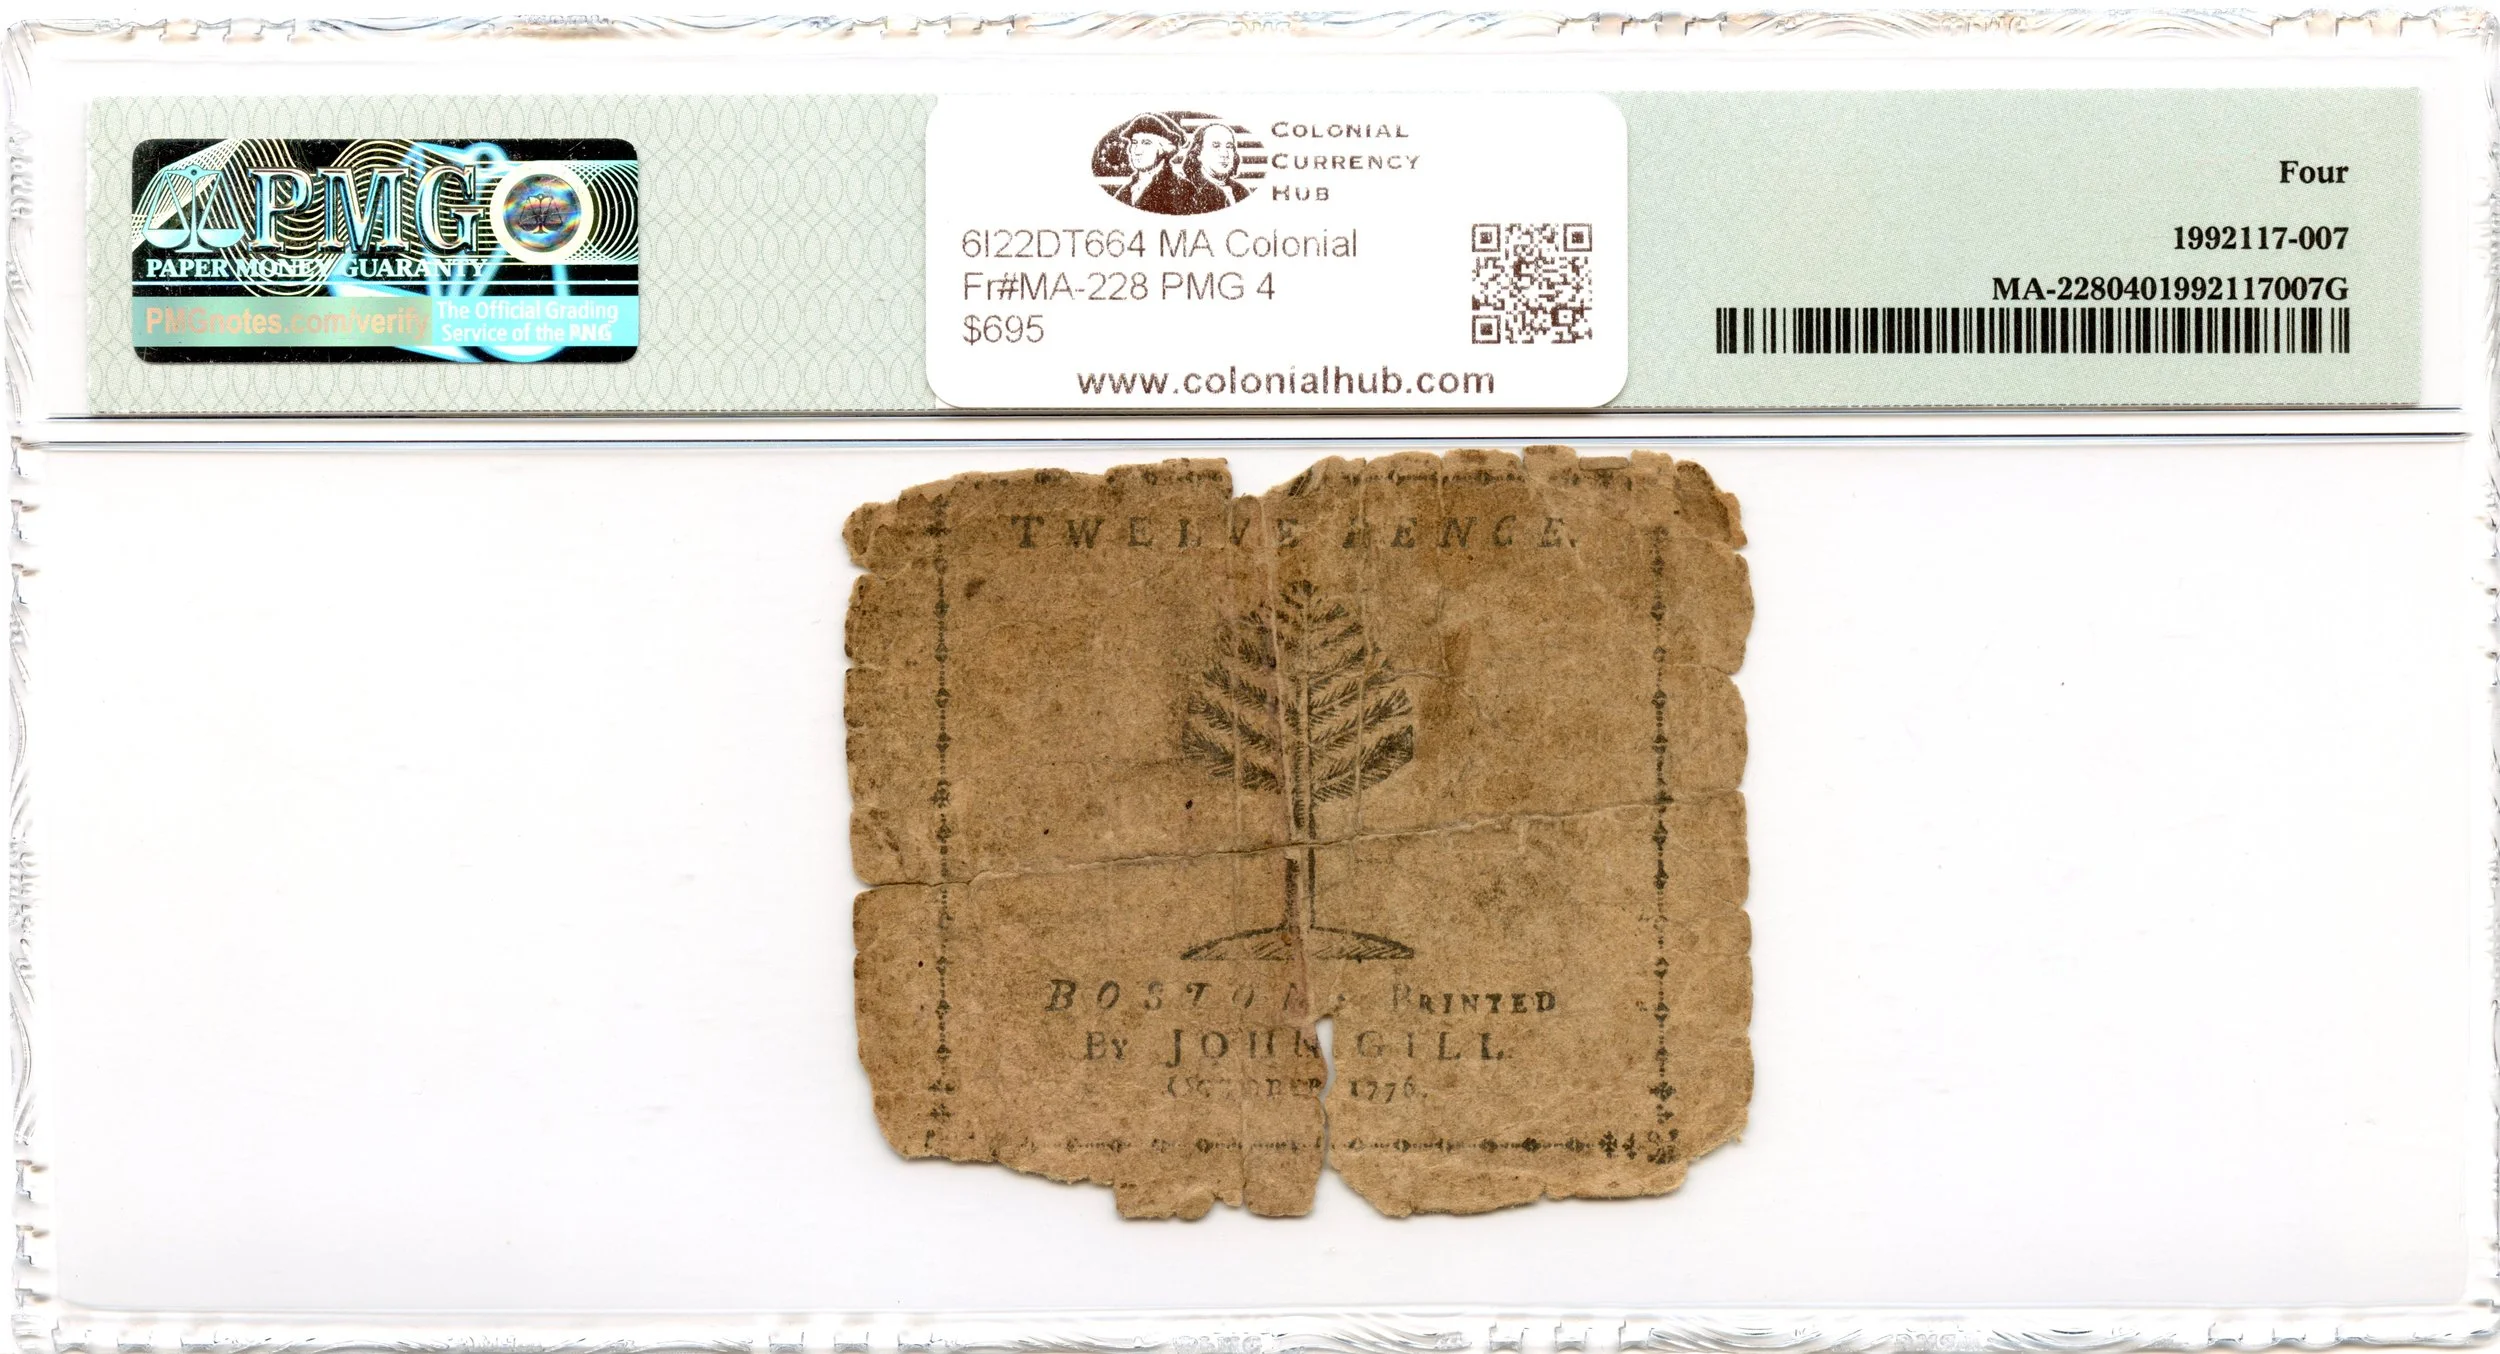 PMG
PAPER MONEY GUARANTY
PMGnotes.com/verify
The Official Grading
Service of the PNG
COLONIAL
CURRENCY
HUB
6I22DT664 MA Colonial
Fr#MA-228 PMG 4
$695
www.colonialhub.com
Four
1992117-007
MA-2280401992117007G
TWELVE PENCE.
BOSTON: PRINTED
BY JOHN GILL.
OCTOBER 1776.